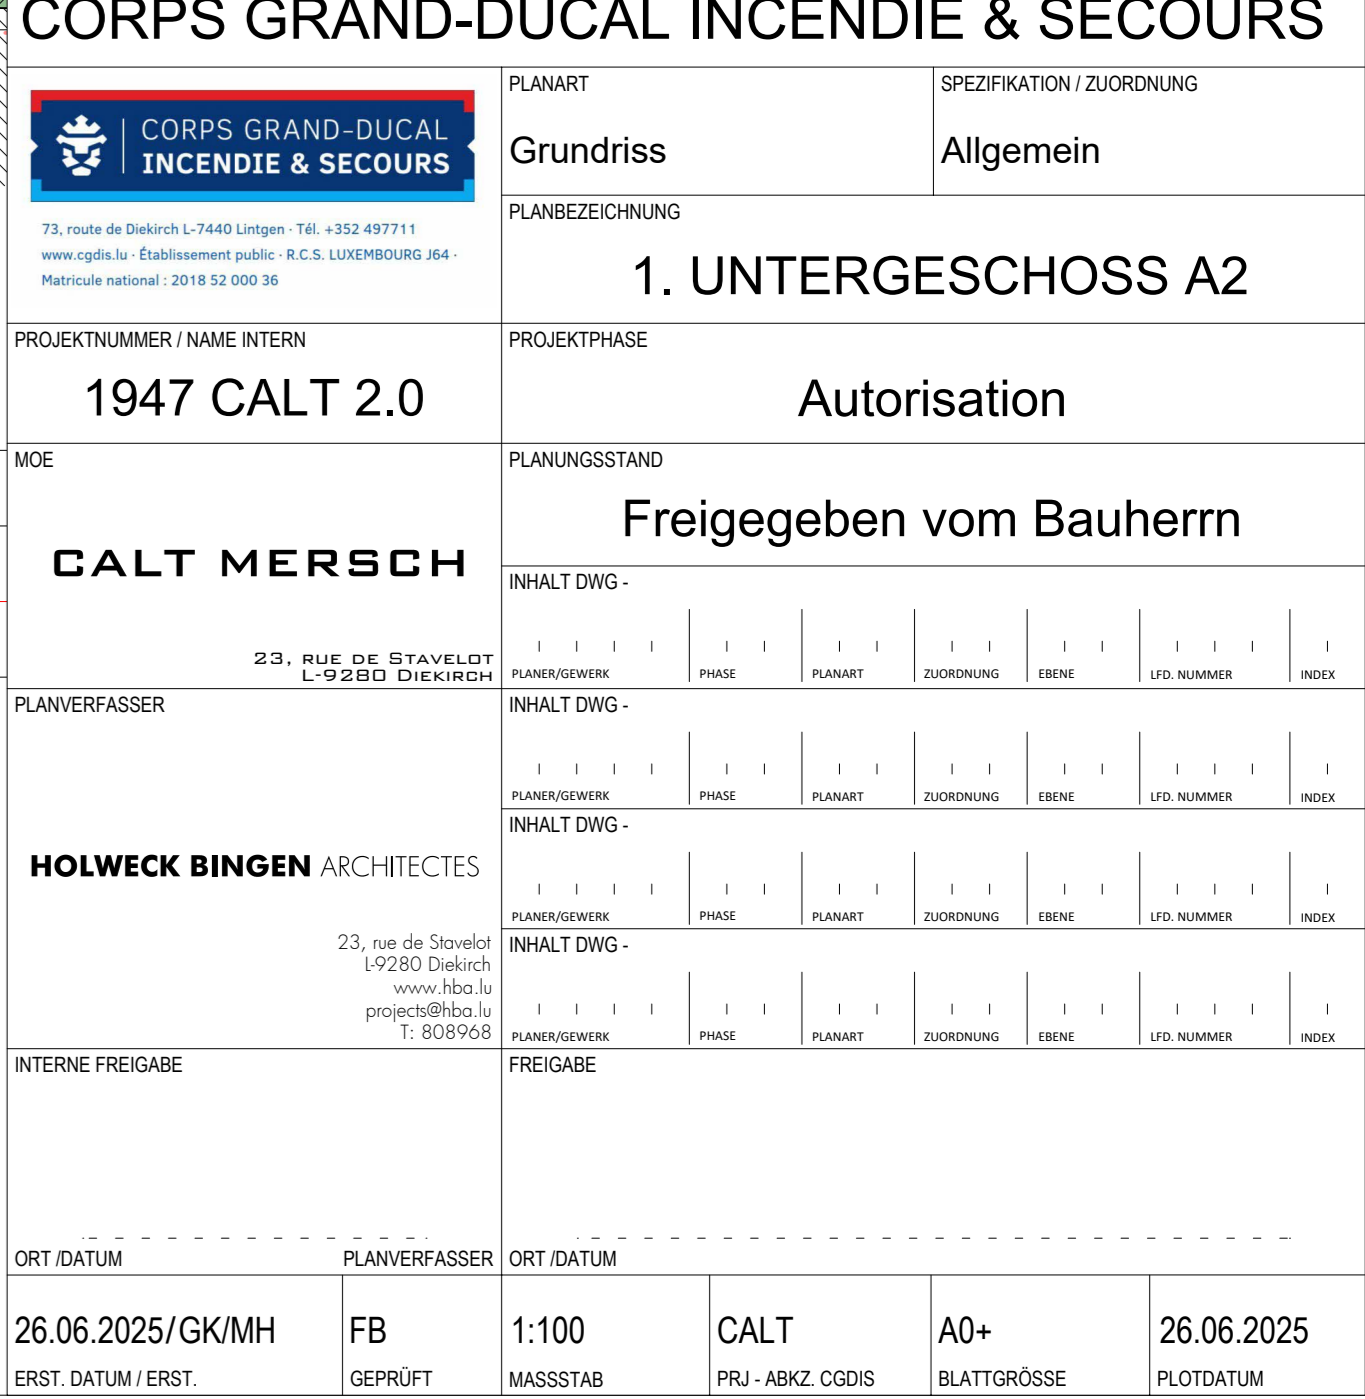 CORPS GRAND-DUCAL INCENDIE & SECOURS
CORPS GRAND-DUCAL
INCENDIE & SECOURS
73, route de Diekirch L-7440 Lintgen · Tél. +352 497711
www.cgdis.lu · Établissement public · R.C.S. LUXEMBOURG J64 ·
Matricule national : 2018 52 000 36
PLANART
Grundriss
SPEZIFIKATION / ZUORDNUNG
Allgemein
PLANBEZEICHNUNG
1. UNTERGESCHOSS A2
PROJEKTNUMMER / NAME INTERN
1947 CALT 2.0
PROJEKTPHASE
Autorisation
MOE
CALT MERSCH
23, RUE DE STAVELOT
L-9280 DIEKIRCH
PLANUNGSSTAND
Freigegeben vom Bauherrn
INHALT DWG -
PLANER/GEWERK PHASE PLANART ZUORDNUNG EBENE LFD. NUMMER INDEX
PLANVERFASSER
HOLWECK BINGEN ARCHITECTES
23, rue de Stavelot
L-9280 Diekirch
www.hba.lu
projects@hba.lu
T: 808968
INHALT DWG -
PLANER/GEWERK PHASE PLANART ZUORDNUNG EBENE LFD. NUMMER INDEX
INHALT DWG -
PLANER/GEWERK PHASE PLANART ZUORDNUNG EBENE LFD. NUMMER INDEX
INHALT DWG -
PLANER/GEWERK PHASE PLANART ZUORDNUNG EBENE LFD. NUMMER INDEX
INTERNE FREIGABE
ORT /DATUM PLANVERFASSER
FREIGABE
ORT /DATUM
26.06.2025/GK/MH
ERST. DATUM / ERST.
FB
GEPRÜFT
1:100
MASSSTAB
CALT
PRJ - ABKZ. CGDIS
A0+
BLATTGRÖSSE
26.06.2025
PLOTDATUM